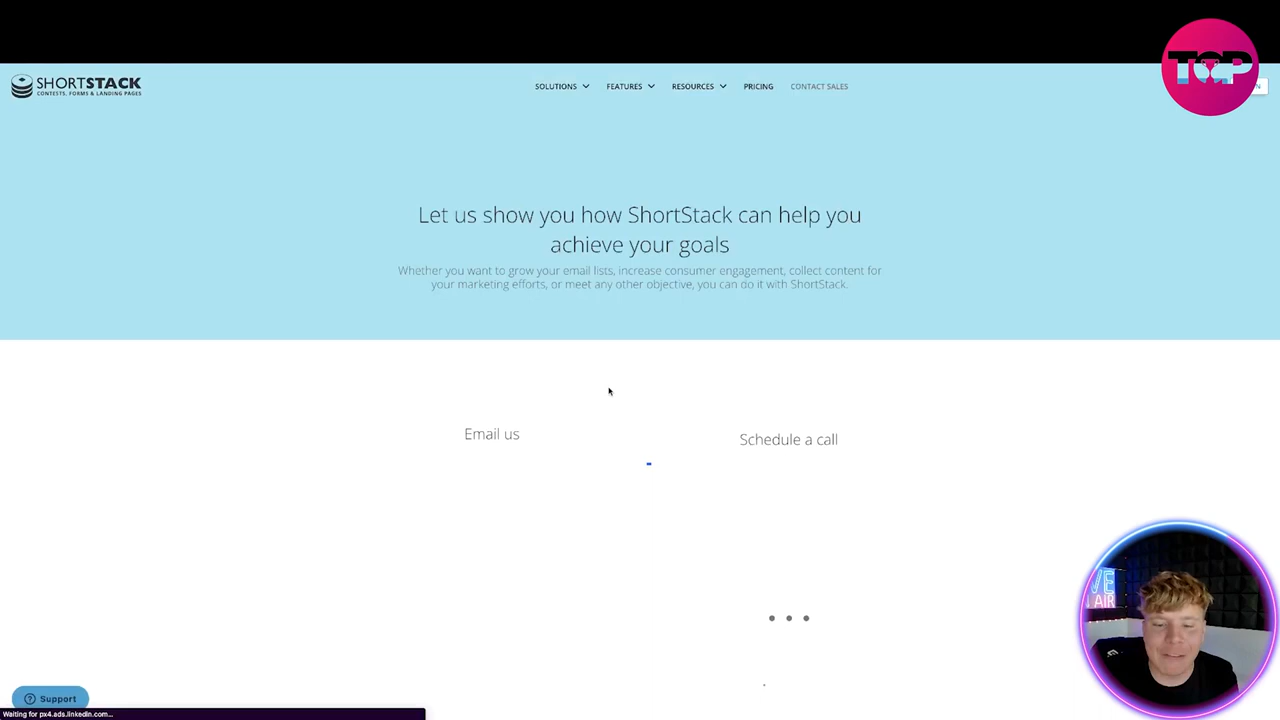 SHORTSTACK
CONTESTS, FORMS & LANDING PAGES
SOLUTIONS
FEATURES
RESOURCES
PRICING
CONTACT SALES
TOP
Let us show you how ShortStack can help you
achieve your goals
Whether you want to grow your email lists, increase consumer engagement, collect content for
your marketing efforts, or meet any other objective, you can do it with ShortStack.
Email us
Schedule a call
AIR
Support
Waiting for px4.ads.linkedin.com...